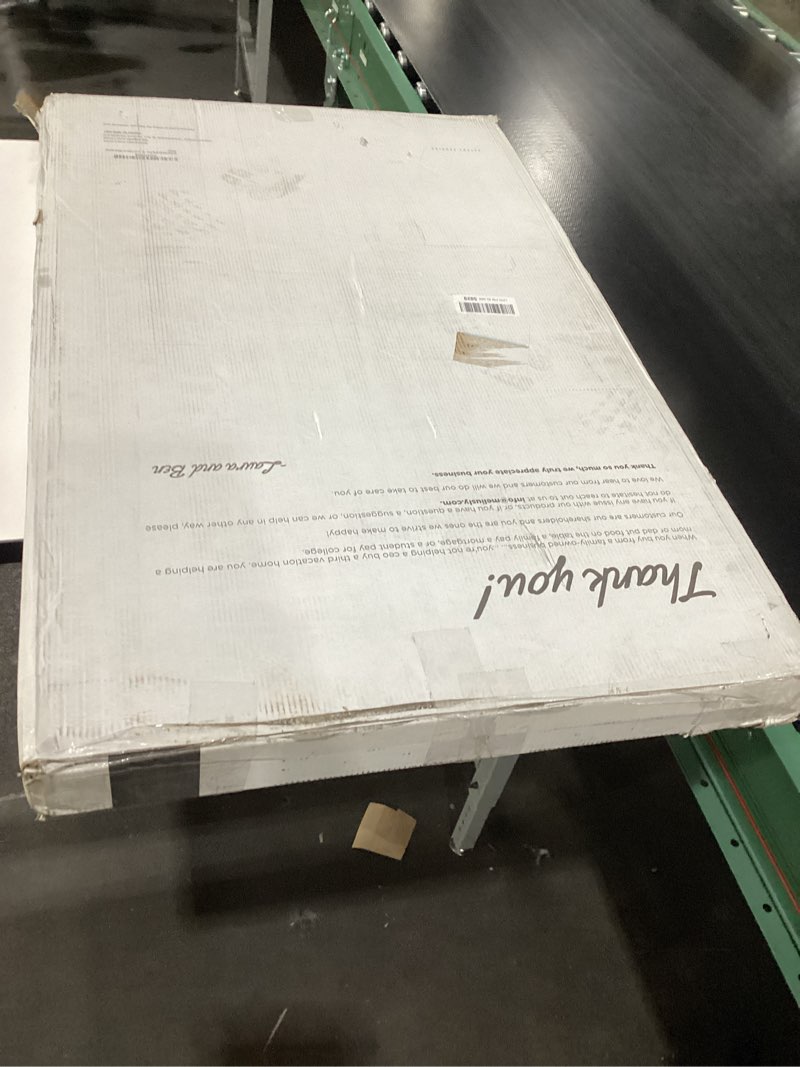 Thank you!
When you buy from a family-owned business... you're not helping a ceo buy a third vacation home, you are helping a
mom or dad put food on the table, a family pay a mortgage, or a student pay for college.
Our customers are our shareholders and you are the ones we strive to make happy!
If you have any issue with our products, or if you have a question, a suggestion, or we can help in any other way, please
do not hesitate to reach out to us at info@meliusly.com.
We love to hear from our customers and will do our best to take care of you.
Thank you so much, we truly appreciate your business.
-Laura and Ben